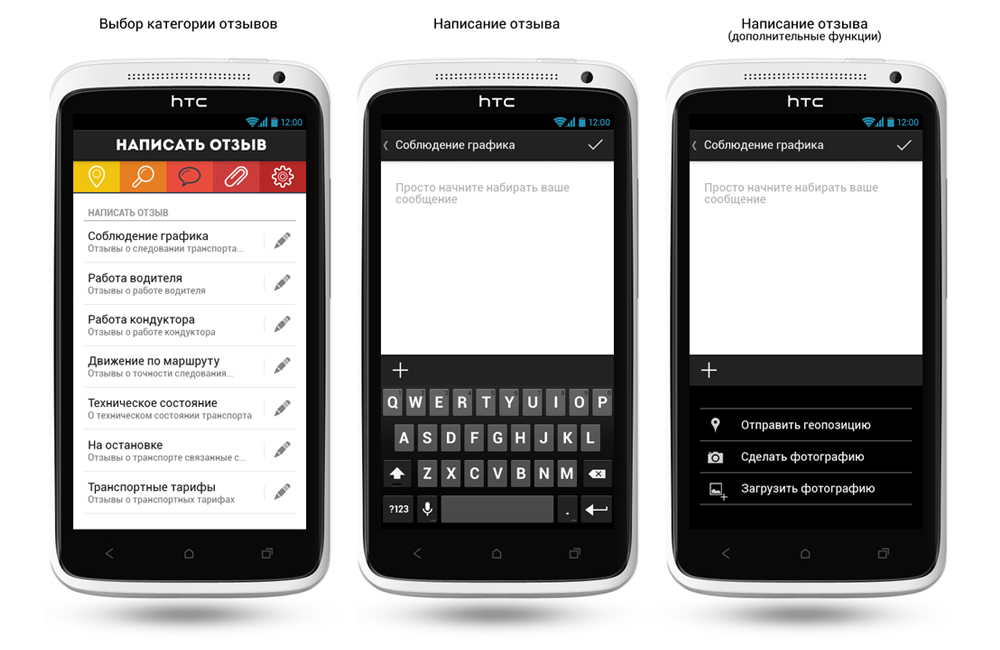 Выбор категории отзывов
Написание отзыва
Написание отзыва
(дополнительные функции)
hTC
12:00
НАПИСАТЬ ОТЗЫВ
НАПИСАТЬ ОТЗЫВ
Соблюдение графика
Отзывы о следовании транспорта...
Работа водителя
Отзывы о работе водителя
Работа кондуктора
Отзывы о работе кондуктора
Движение по маршруту
Отзывы о точности следования...
Техническое состояние
О техническом состоянии транспорта
На остановке
Отзывы о транспорте связанные с...
Транспортные тарифы
Отзывы о транспортных тарифах
hTC
12:00
Соблюдение графика
Просто начните набирать ваше
сообщение
Q W E R T Y U I O P
A S D F G H J K L
Z X C V B N M
?123 .
hTC
12:00
Соблюдение графика
Просто начните набирать ваше
сообщение
Отправить геопозицию
Сделать фотографию
Загрузить фотографию